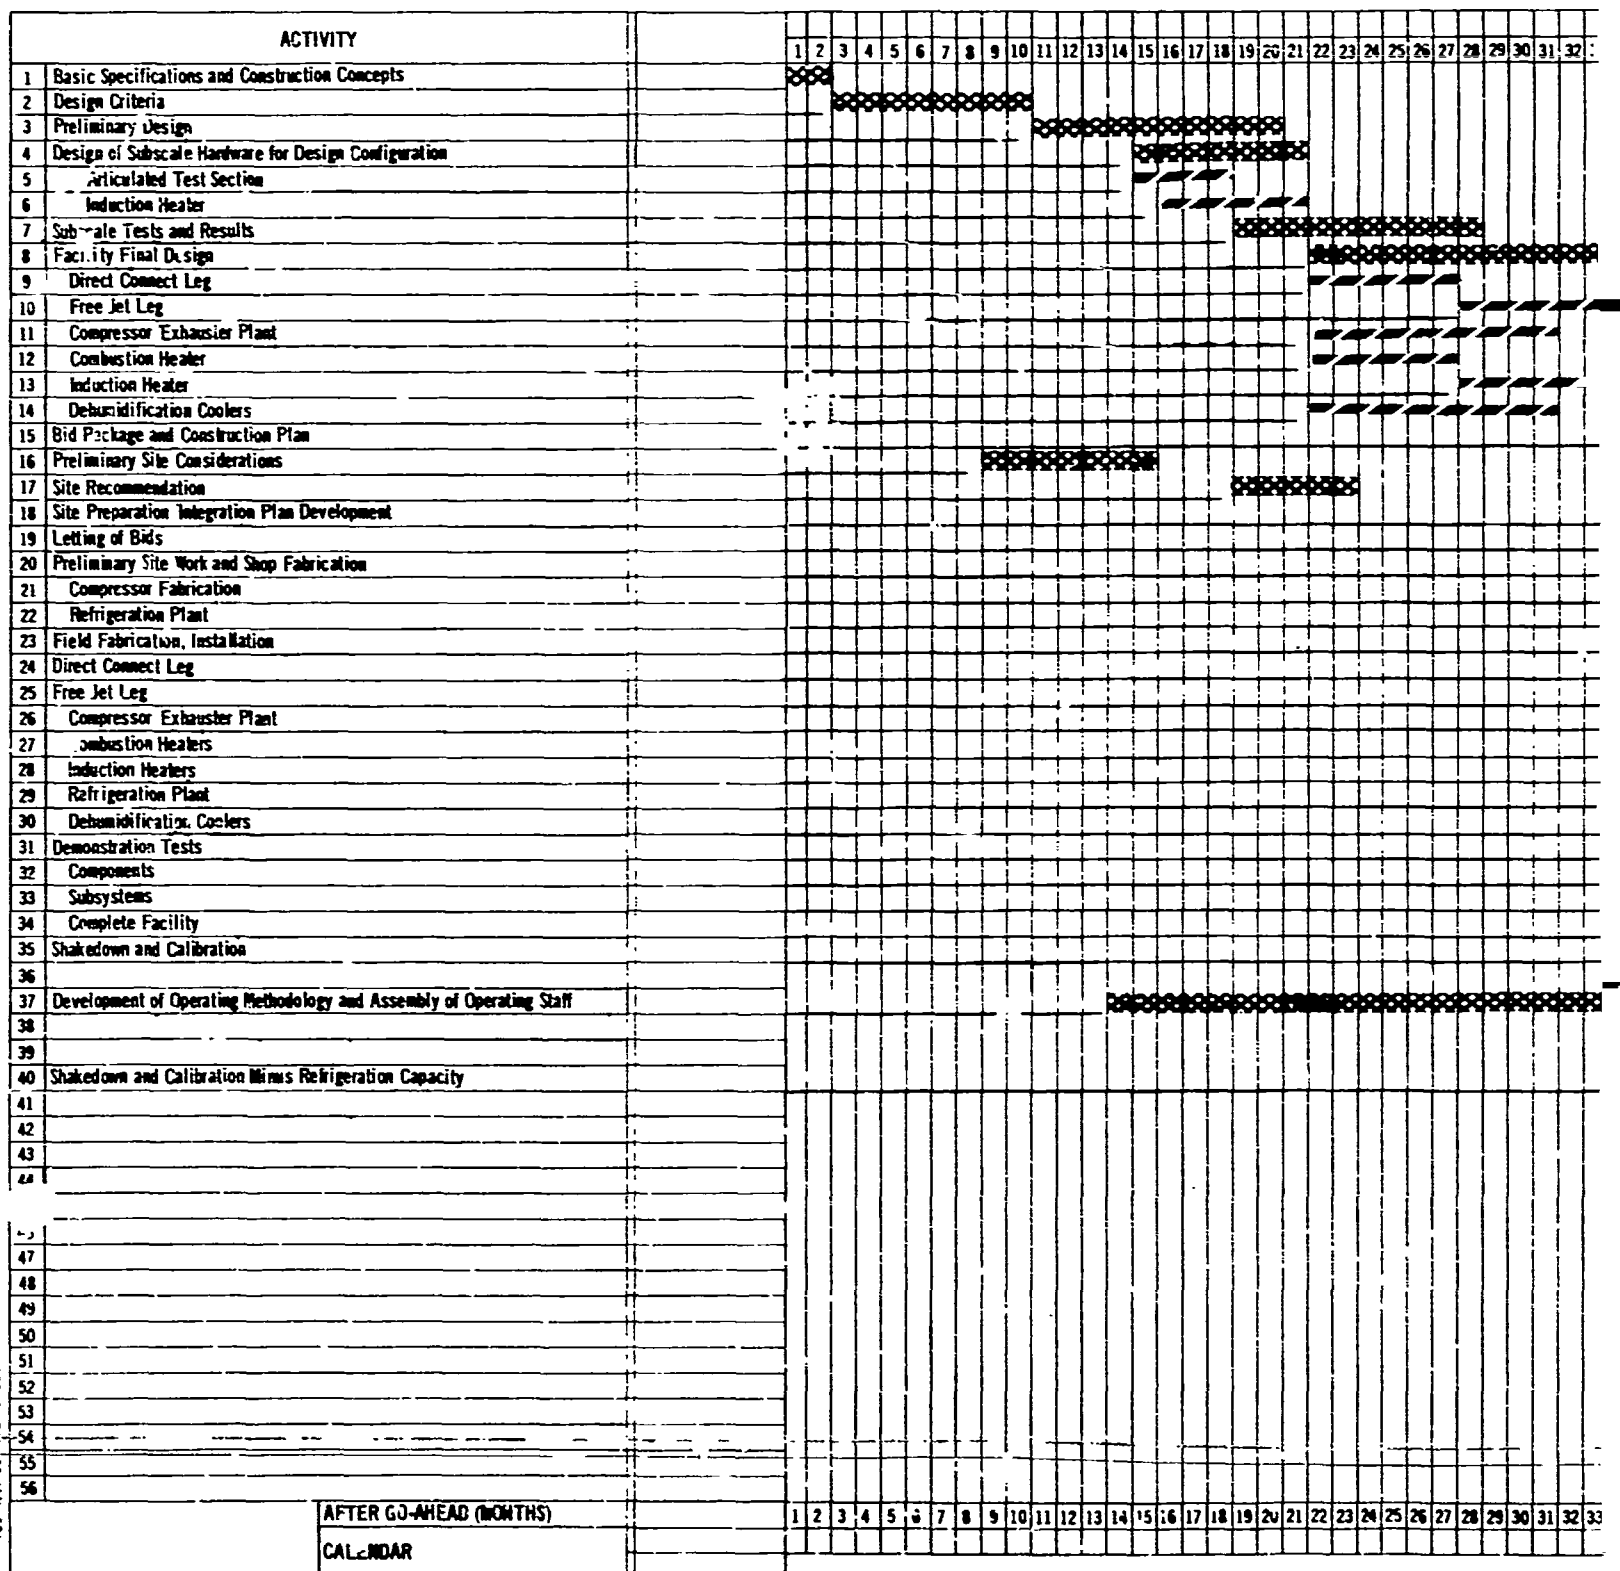 ACTIVITY
1 2 3 4 5 6 7 8 9 10 11 12 13 14 15 16 17 18 19 20 21 22 23 24 25 26 27 28 29 30 31 32
1 Basic Specifications and Construction Concepts
2 Design Criteria
3 Preliminary Design
4 Design of Subscale Hardware for Design Configuration
5 Articulated Test Section
6 Induction Heater
7 Subscale Tests and Results
8 Facility Final Design
9 Direct Connect Leg
10 Free Jet Leg
11 Compressor Exhauster Plant
12 Combustion Heater
13 Induction Heater
14 Dehumidification Coolers
15 Bid Package and Construction Plan
16 Preliminary Site Considerations
17 Site Recommendation
18 Site Preparation Integration Plan Development
19 Letting of Bids
20 Preliminary Site Work and Shop Fabrication
21 Compressor Fabrication
22 Refrigeration Plant
23 Field Fabrication, Installation
24 Direct Connect Leg
25 Free Jet Leg
26 Compressor Exhauster Plant
27 Combustion Heaters
28 Induction Heaters
29 Refrigeration Plant
30 Dehumidification Coolers
31 Demonstration Tests
32 Components
33 Subsystems
34 Complete Facility
35 Shakedown and Calibration
36
37 Development of Operating Methodology and Assembly of Operating Staff
38
39
40 Shakedown and Calibration Minus Refrigeration Capacity
41
42
43
44
47
48
49
50
51
52
53
54
55
56
AFTER GO-AHEAD (MONTHS) 1 2 3 4 5 6 7 8 9 10 11 12 13 14 15 16 17 18 19 20 21 22 23 24 25 26 27 28 29 30 31 32 33
CALENDAR